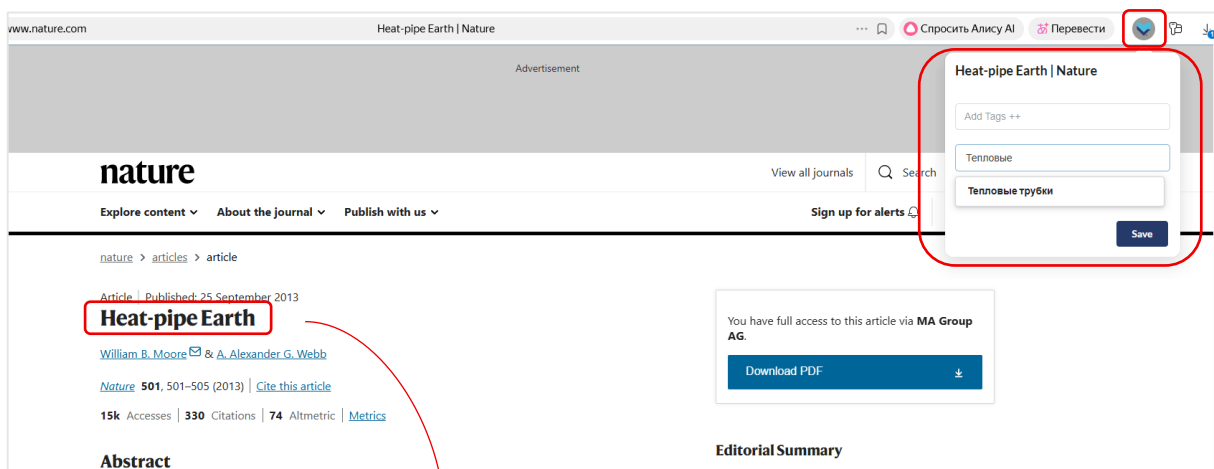 www.nature.com
Heat-pipe Earth | Nature
Спросить Алису AI
Перевести
Advertisement
Heat-pipe Earth | Nature
Add Tags ++
Тепловые
Тепловые трубки
Save
nature
View all journals
Search
Explore content
About the journal
Publish with us
Sign up for alerts
nature > articles > article
Article | Published: 25 September 2013
Heat-pipe Earth
William B. Moore & A. Alexander G. Webb
Nature 501, 501–505 (2013) | Cite this article
15k Accesses | 330 Citations | 74 Altmetric | Metrics
Abstract
You have full access to this article via MA Group
AG.
Download PDF
Editorial Summary